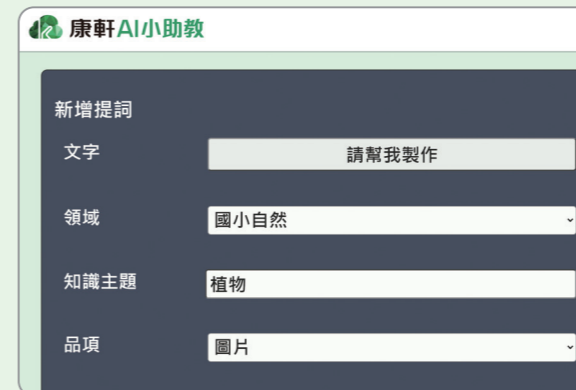 康軒AI小助教
新增提詞
文字 請幫我製作
領域 國小自然
知識主題 植物
品項 圖片